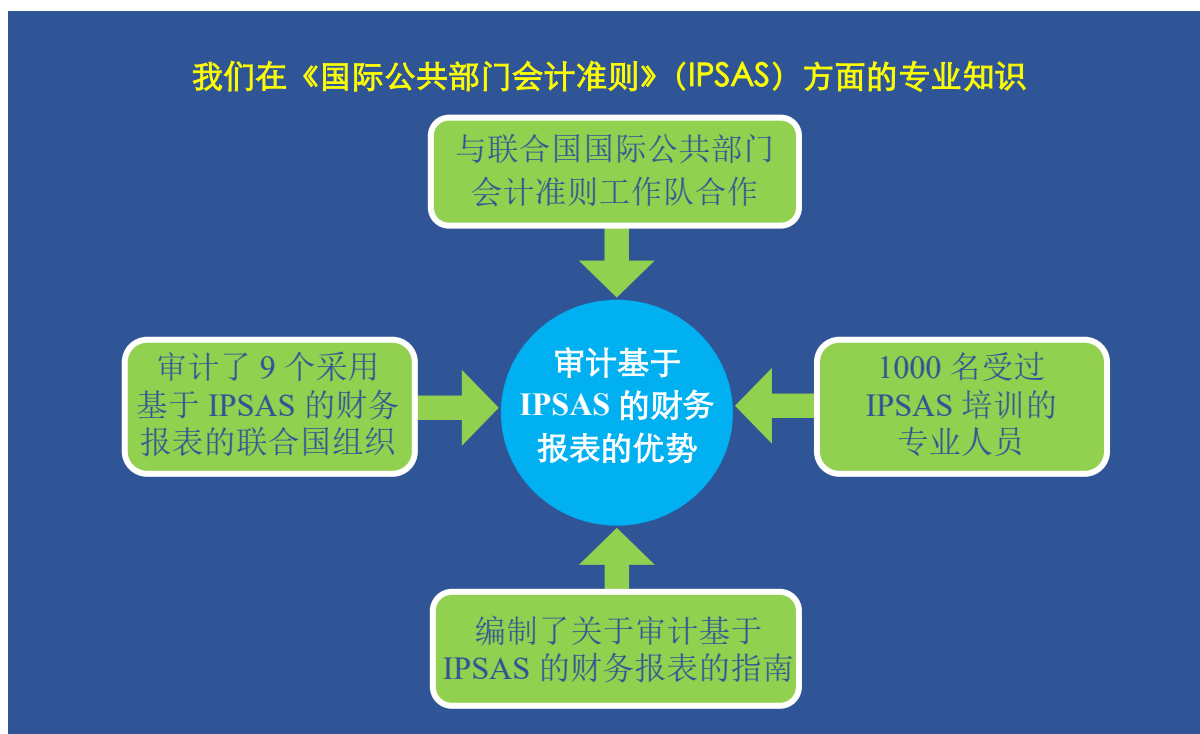 我们在《国际公共部门会计准则》（IPSAS）方面的专业知识
与联合国国际公共部门
会计准则工作队合作
审计了 9 个采用
基于 IPSAS 的财务
报表的联合国组织
审计基于
IPSAS 的财务
报表的优势
1000 名受过
IPSAS 培训的
专业人员
编制了关于审计基于
IPSAS 的财务报表的指南